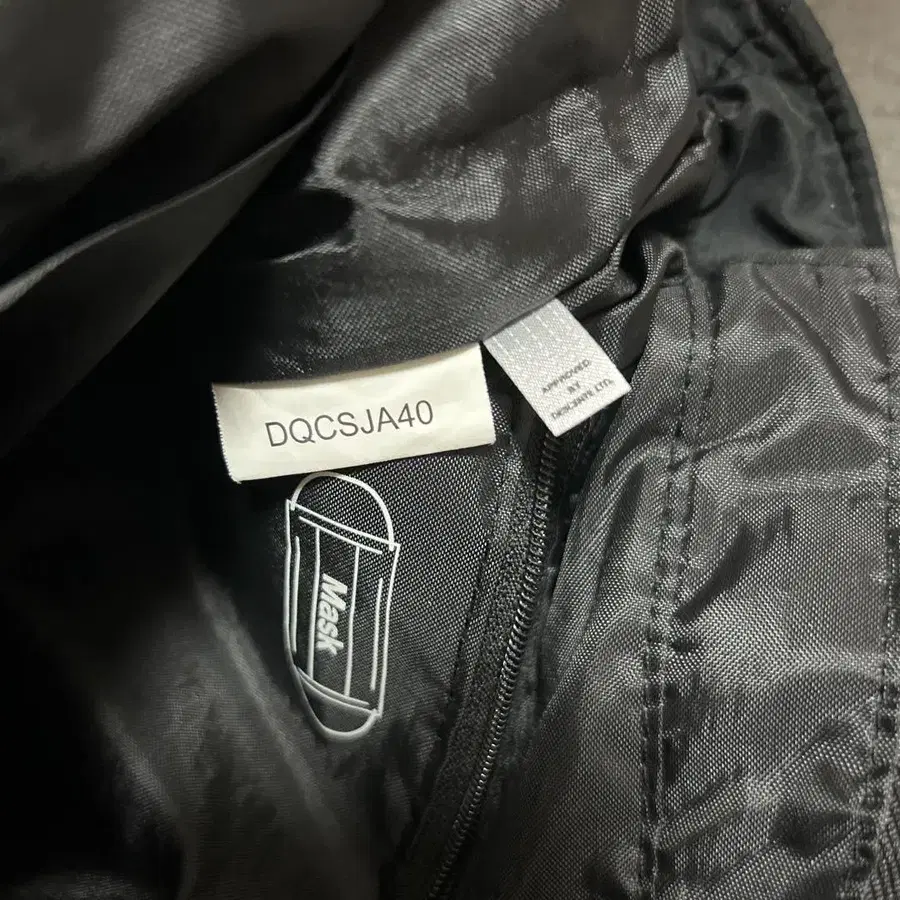 DQCSJA40
APPROVED
BY
DESCENTE LTD.
Mask